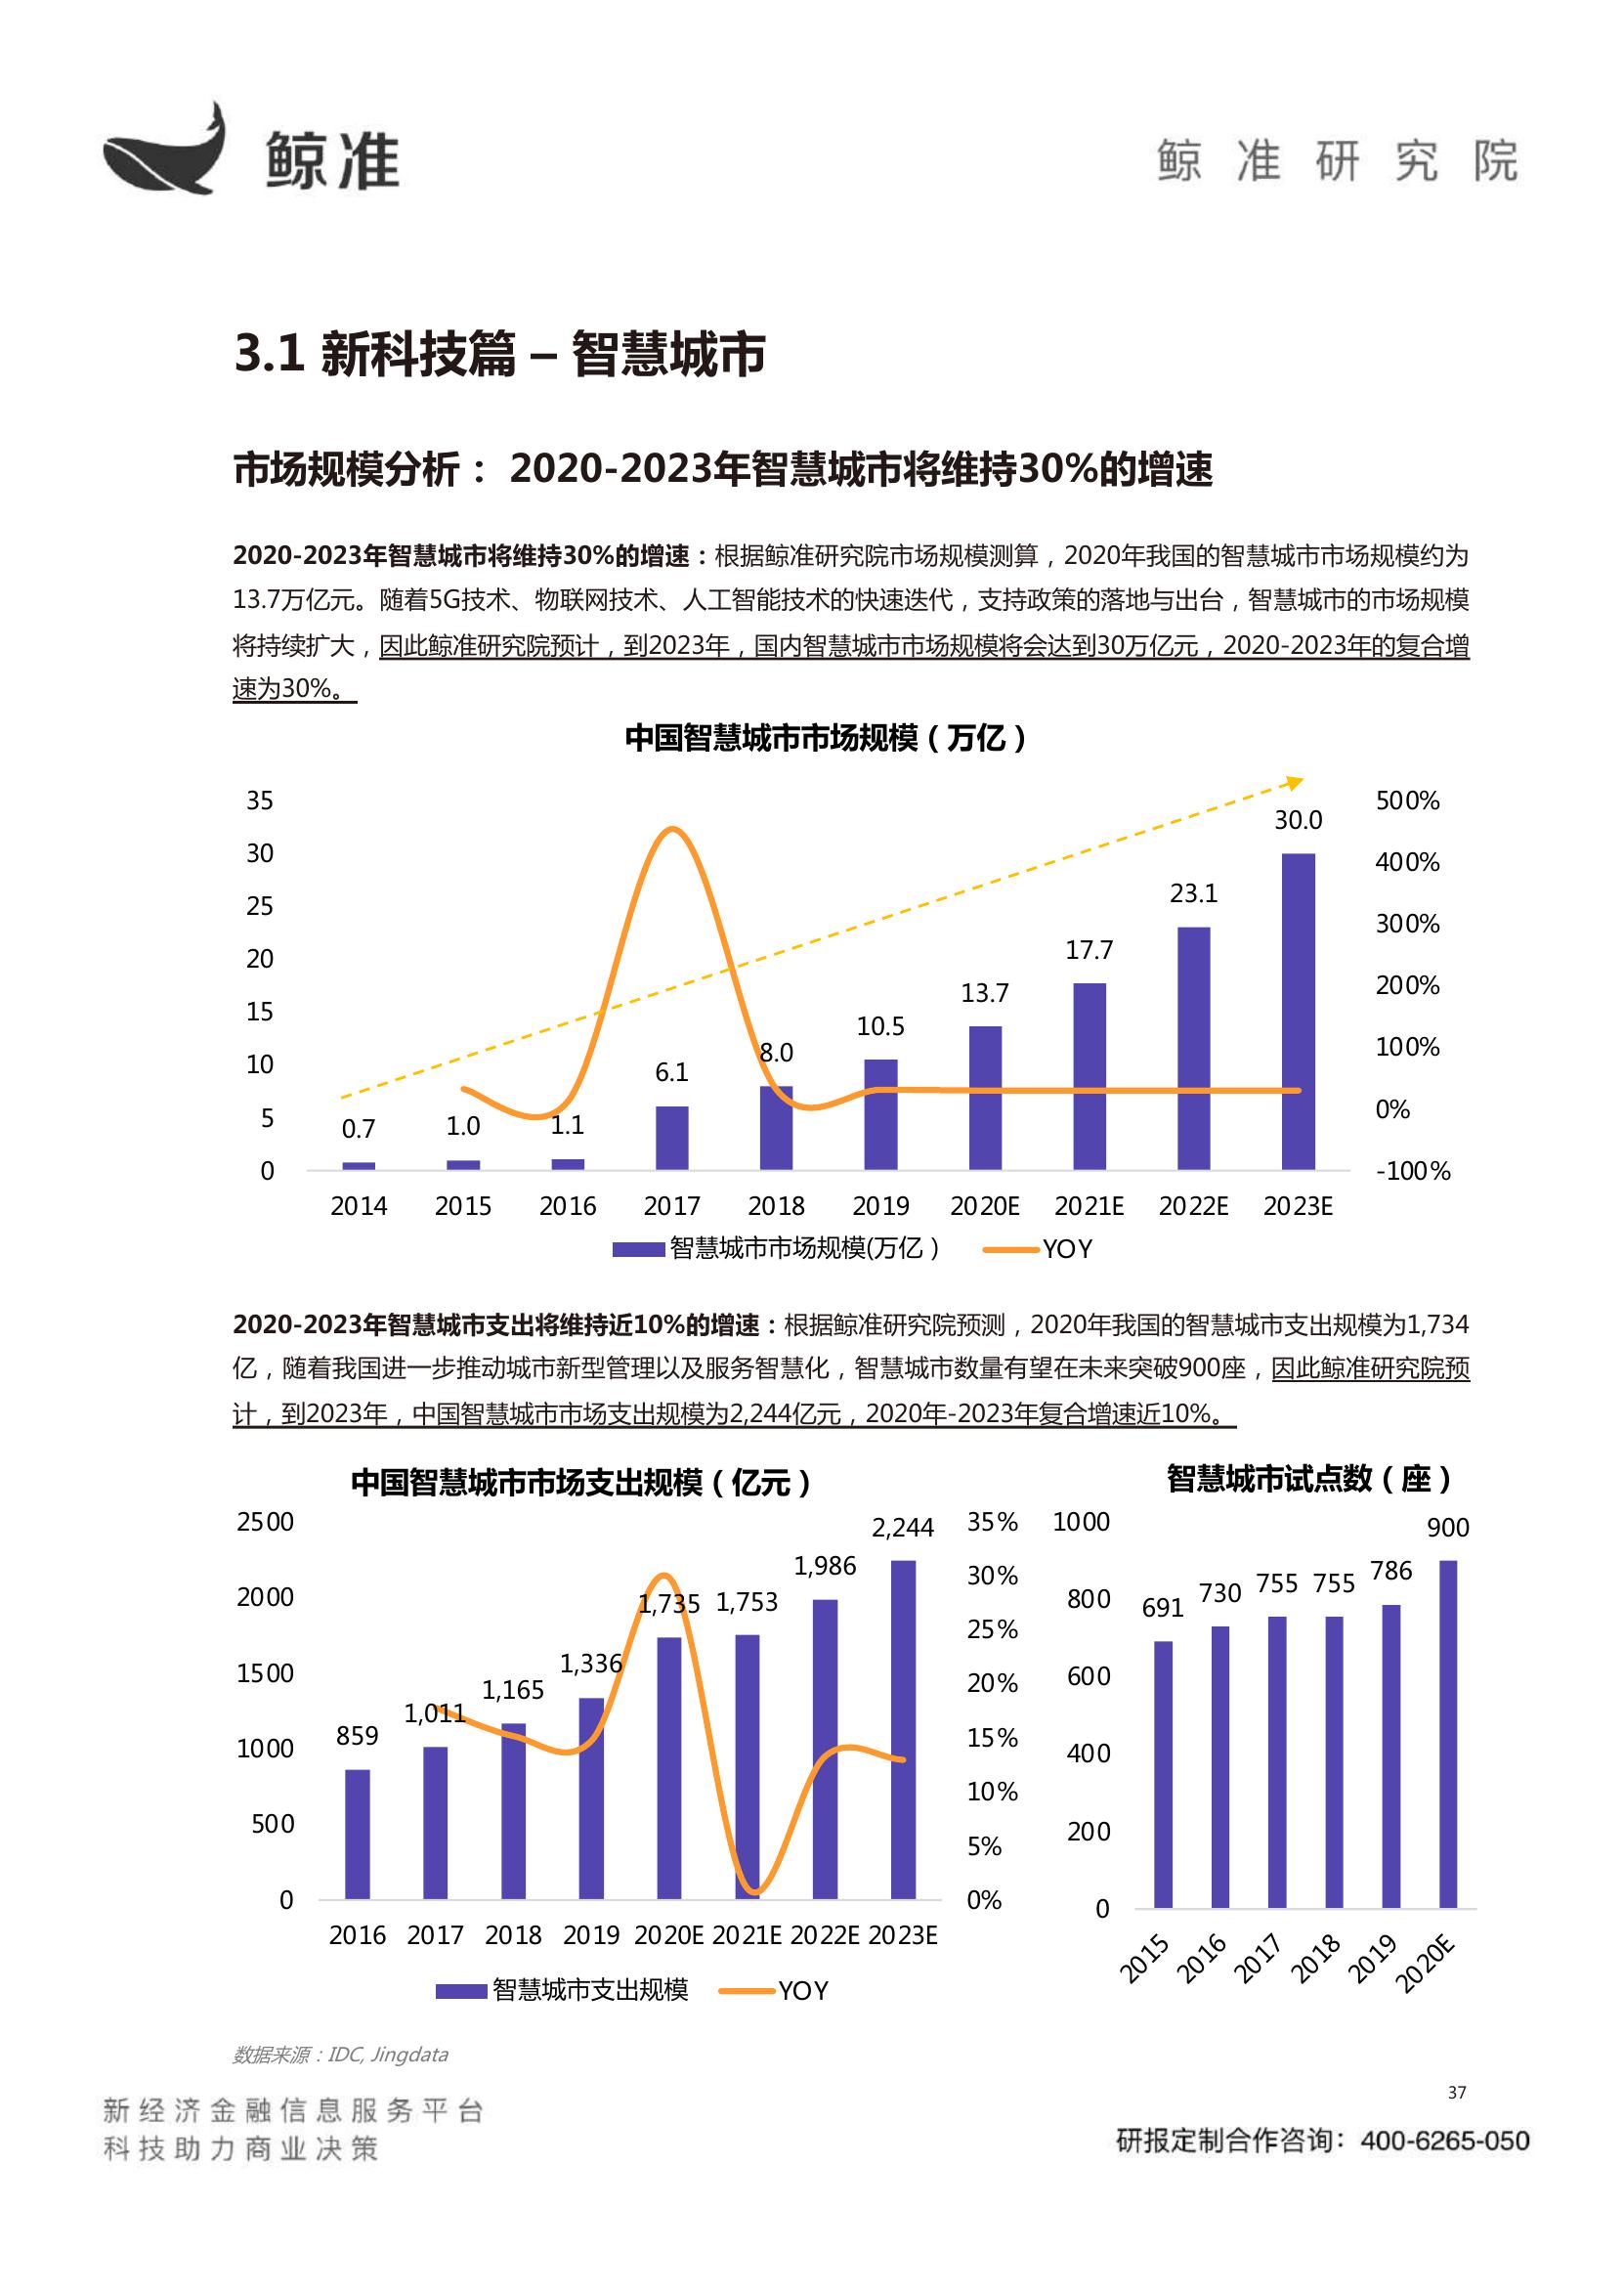 鲸准
鲸准研究院
3.1 新科技篇 – 智慧城市
市场规模分析： 2020-2023年智慧城市将维持30%的增速
2020-2023年智慧城市将维持30%的增速：根据鲸准研究院市场规模测算，2020年我国的智慧城市市场规模约为
13.7万亿元。随着5G技术、物联网技术、人工智能技术的快速迭代，支持政策的落地与出台，智慧城市的市场规模
将持续扩大，因此鲸准研究院预计，到2023年，国内智慧城市市场规模将会达到30万亿元，2020-2023年的复合增
速为30%。
中国智慧城市市场规模（万亿）
35
30
25
20
15
10
5
0
500%
400%
300%
200%
100%
0%
-100%
0.7
1.0
1.1
6.1
8.0
10.5
13.7
17.7
23.1
30.0
2014 2015 2016 2017 2018 2019 2020E 2021E 2022E 2023E
智慧城市市场规模(万亿） YOY
2020-2023年智慧城市支出将维持近10%的增速：根据鲸准研究院预测，2020年我国的智慧城市支出规模为1,734
亿，随着我国进一步推动城市新型管理以及服务智慧化，智慧城市数量有望在未来突破900座，因此鲸准研究院预
计，到2023年，中国智慧城市市场支出规模为2,244亿元，2020年-2023年复合增速近10%。
中国智慧城市市场支出规模（亿元）
2500
2000
1500
1000
500
0
859
1,011
1,165
1,336
1,735
1,753
1,986
2,244
35%
30%
25%
20%
15%
10%
5%
0%
2016 2017 2018 2019 2020E 2021E 2022E 2023E
智慧城市支出规模 YOY
智慧城市试点数（座）
1000
800
600
400
200
0
691
730
755
755
786
900
2015 2016 2017 2018 2019 2020E
数据来源：IDC, Jingdata
37
新经济金融信息服务平台
科技助力商业决策
研报定制合作咨询：400-6265-050